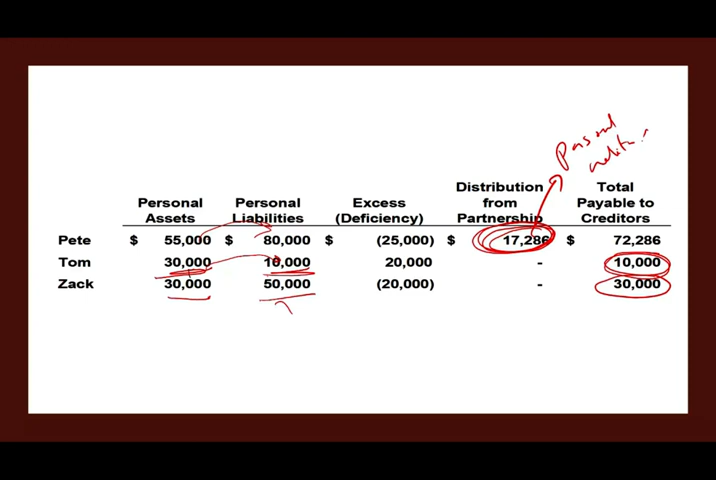 Personal
creditor
Distribution Total
Personal Personal Excess from Payable to
Assets Liabilities (Deficiency) Partnership Creditors
Pete $ 55,000 $ 80,000 $ (25,000) $ 17,286 $ 72,286
Tom 30,000 10,000 20,000 - 10,000
Zack 30,000 50,000 (20,000) - 30,000